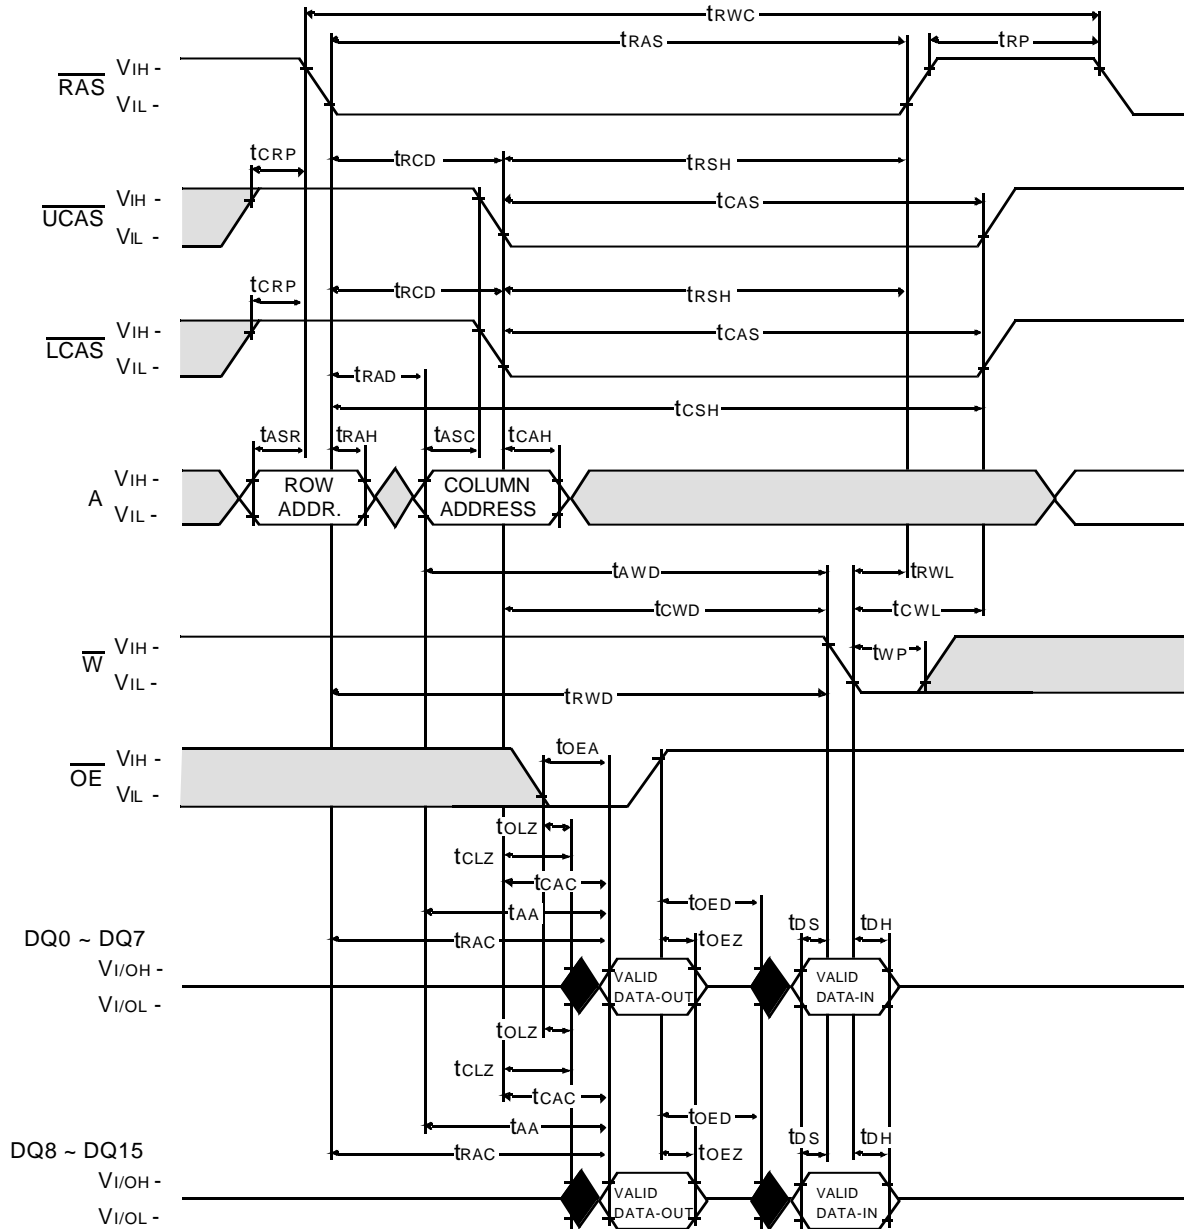 tRWC
tRAS
tRP
RAS
VIH -
VIL -
tCRP
tRCD
tRSH
UCAS
VIH -
VIL -
tCAS
tCRP
tRCD
tRSH
LCAS
VIH -
VIL -
tCAS
tRAD
tCSH
tASR
tRAH
tASC
tCAH
A
VIH -
VIL -
ROW
ADDR.
COLUMN
ADDRESS
tAWD
tRWL
tCWD
tCWL
W
VIH -
VIL -
tWP
tRWD
OE
VIH -
VIL -
tOEA
tOLZ
tCLZ
tCAC
tOED
tAA
DQ0 ~ DQ7
tRAC
tOEZ
tDS
tDH
VI/OH -
VI/OL -
VALID
DATA-OUT
VALID
DATA-IN
tOLZ
tCLZ
tCAC
tOED
tAA
DQ8 ~ DQ15
tRAC
tOEZ
tDS
tDH
VI/OH -
VI/OL -
VALID
DATA-OUT
VALID
DATA-IN